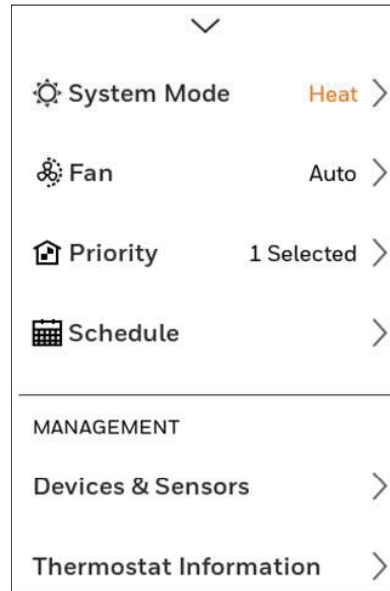 System Mode Heat
Fan Auto
Priority 1 Selected
Schedule
MANAGEMENT
Devices & Sensors
Thermostat Information